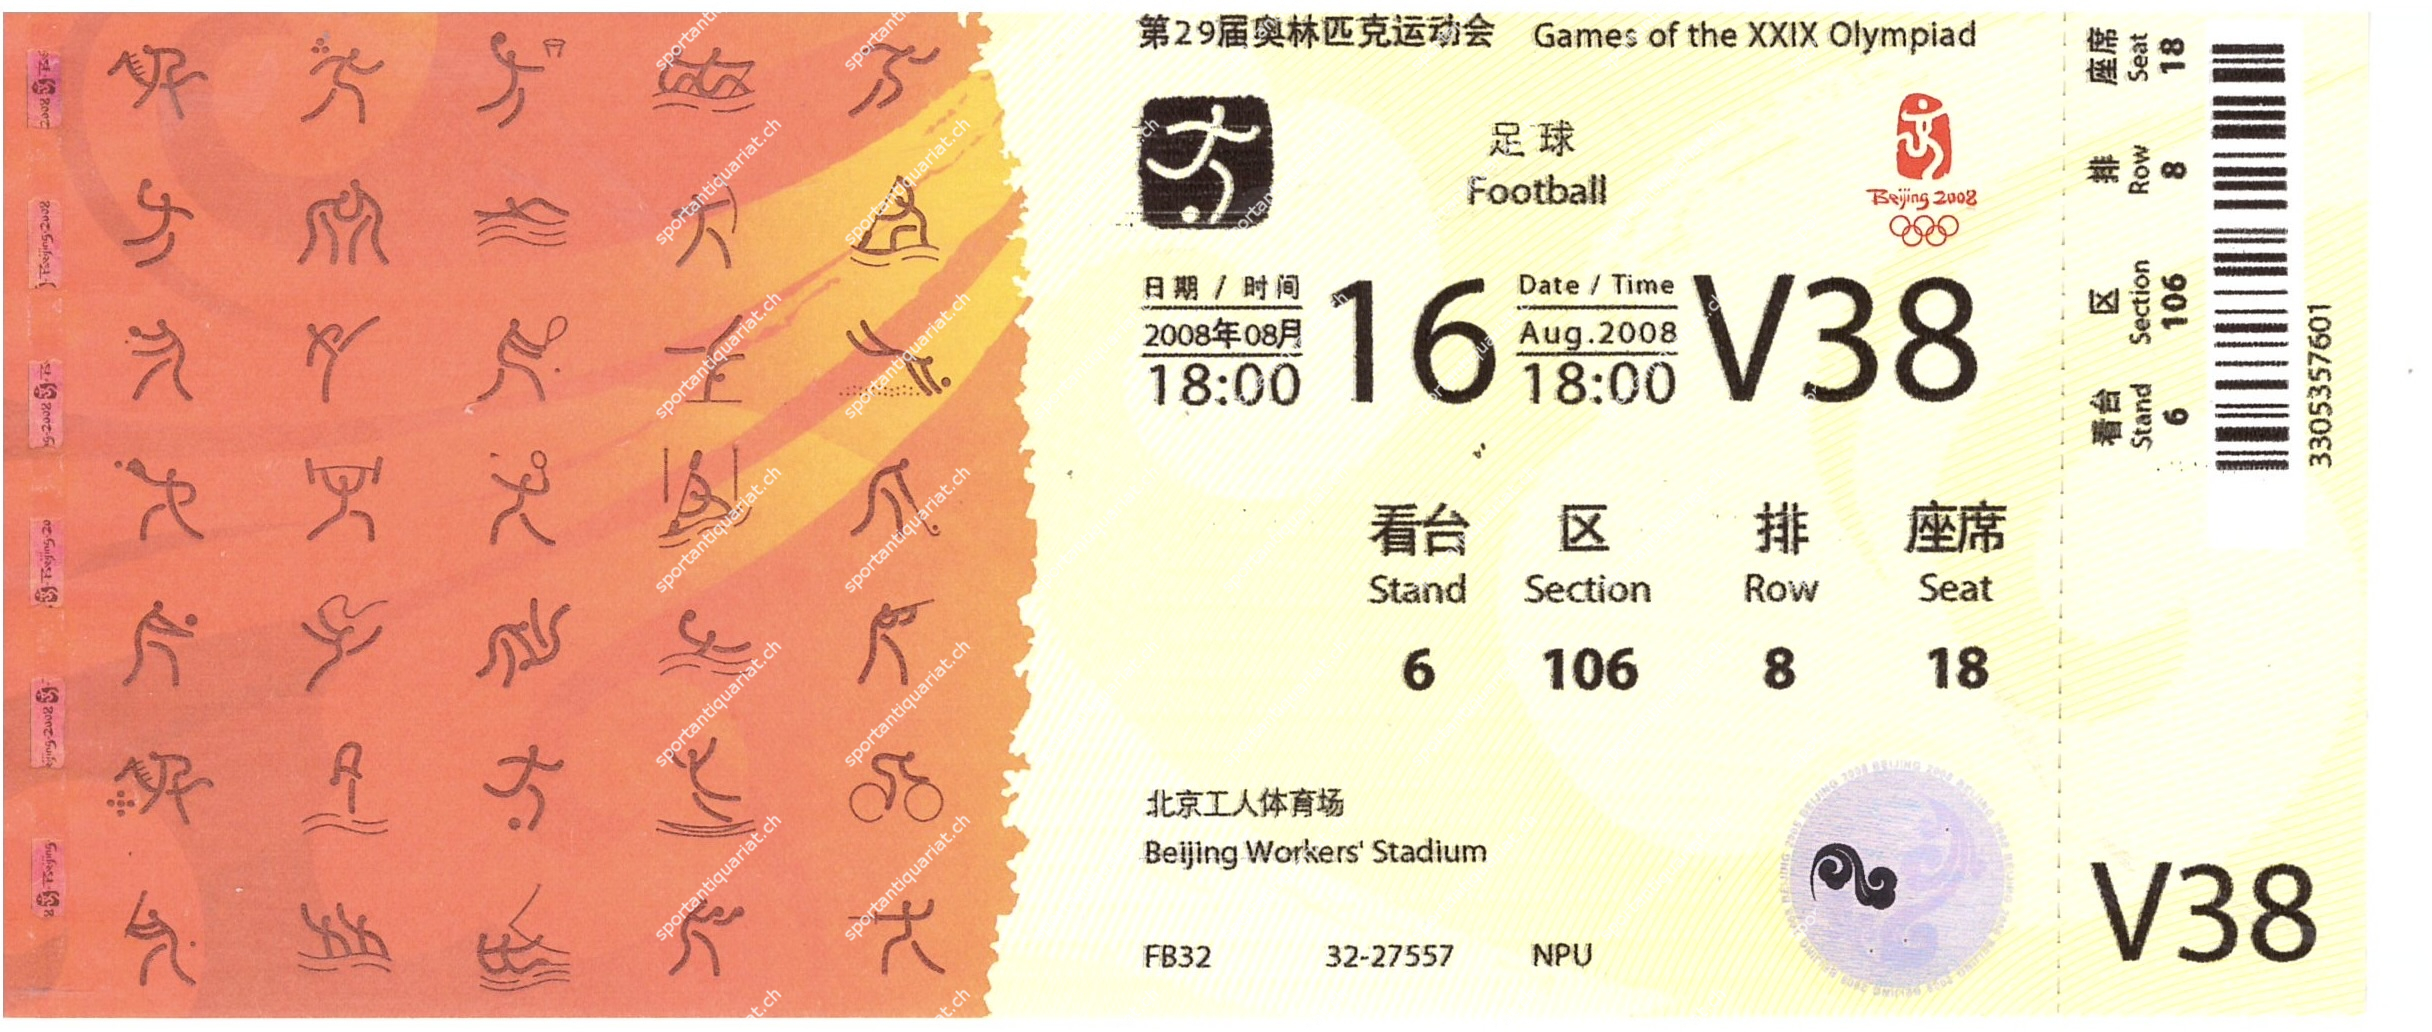 第29届奥林匹克运动会 Games of the XXIX Olympiad
足球
Football
Beijing 2008
日期 / 时间
2008年08月
18:00
16
Date / Time
Aug.2008
18:00
V38
看台 区 排 座席
Stand Section Row Seat
6 106 8 18
北京工人体育场
Beijing Workers' Stadium
FB32 32-27557 NPU
座席 Seat 18
排 Row 8
区 Section 106
看台 Stand 6
3305357601
V38
sportantiquariat.ch